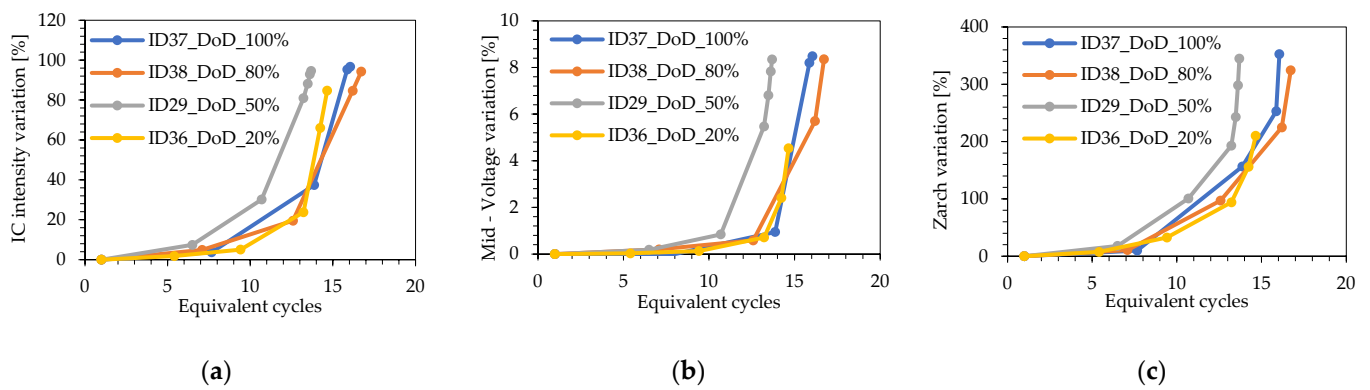 IC intensity variation [%]
120
100
80
60
40
20
0
ID37_DoD_100%
ID38_DoD_80%
ID29_DoD_50%
ID36_DoD_20%
0 5 10 15 20
Equivalent cycles
(a)
Mid - Voltage variation [%]
10
8
6
4
2
0
ID37_DoD_100%
ID38_DoD_80%
ID29_DoD_50%
ID36_DoD_20%
0 5 10 15 20
Equivalent cycles
(b)
Zarch variation [%]
400
300
200
100
0
ID37_DoD_100%
ID38_DoD_80%
ID29_DoD_50%
ID36_DoD_20%
0 5 10 15 20
Equivalent cycles
(c)